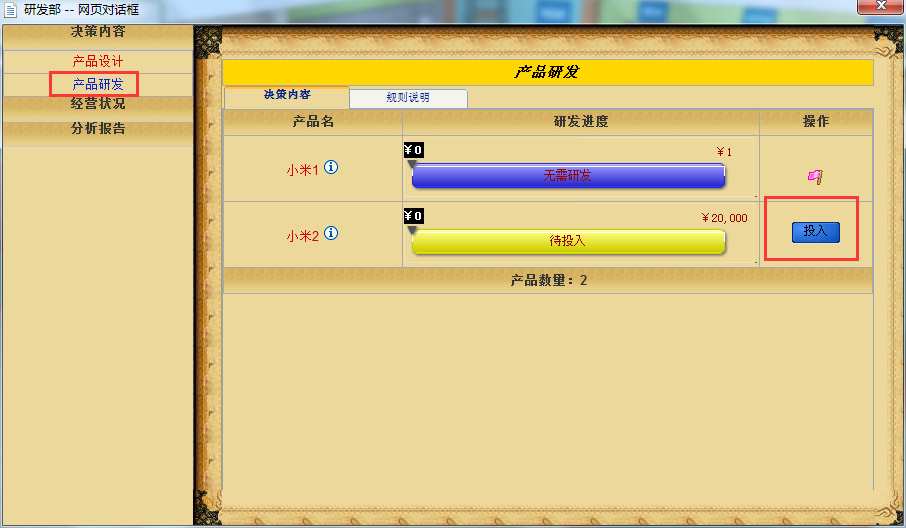 研发部 -- 网页对话框
决策内容
产品设计
产品研发
经营状况
分析报告
产品研发
决策内容
规则说明
产品名
研发进度
操作
小米1
¥0
¥1
无需研发
小米2
¥0
¥20,000
待投入
投入
产品数量：2